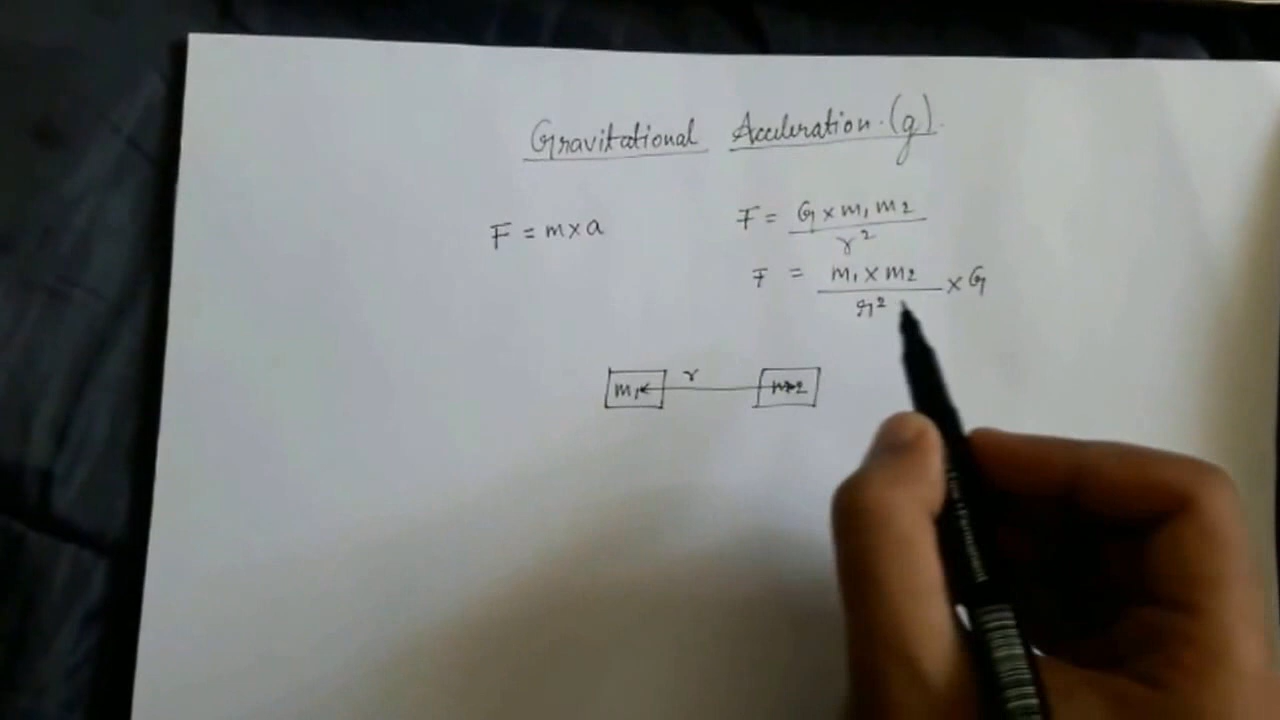 Gravitational Acceleration (g).
F = m × a
F = G × m₁ m₂ / r²
F = m₁ × m₂ / r² × G
m₁ r m₂